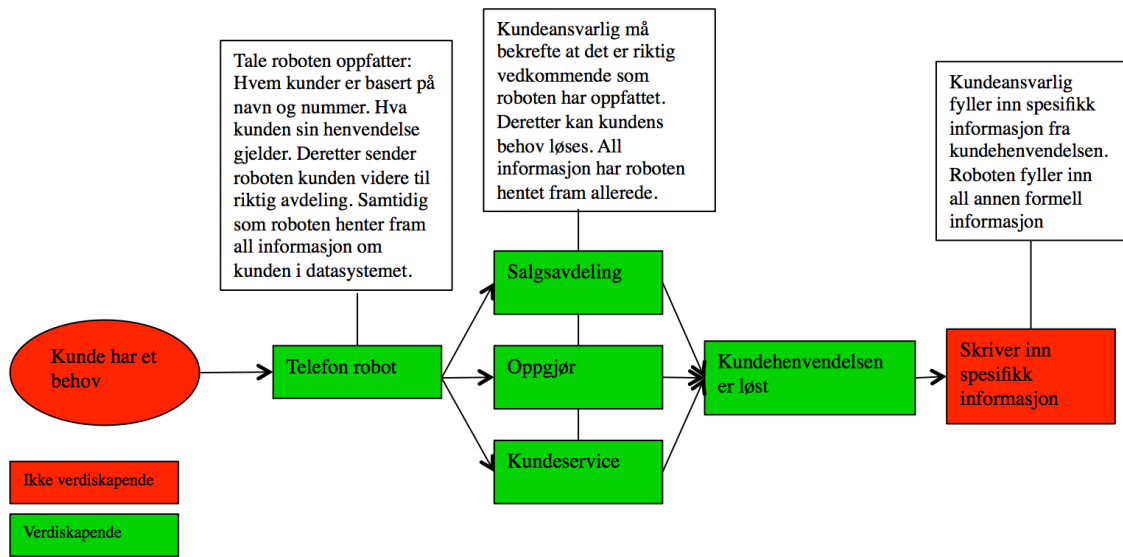 Tale roboten oppfatter:
Hvem kunder er basert på
navn og nummer. Hva
kunden sin henvendelse
gjelder. Deretter sender
roboten kunden videre til
riktig avdeling. Samtidig
som roboten henter fram
all informasjon om
kunden i datasystemet.
Kundeansvarlig må
bekrefte at det er riktig
vedkommende som
roboten har oppfattet.
Deretter kan kundens
behov løses. All
informasjon har roboten
hentet fram allerede.
Kundeansvarlig
fyller inn spesifikk
informasjon fra
kundehenvendelsen.
Roboten fyller inn
all annen formell
informasjon
Kunde har et
behov
Telefon robot
Salgsavdeling
Oppgjør
Kundeservice
Kundehenvendelsen
er løst
Skriver inn
spesifikk
informasjon
Ikke verdiskapende
Verdiskapende